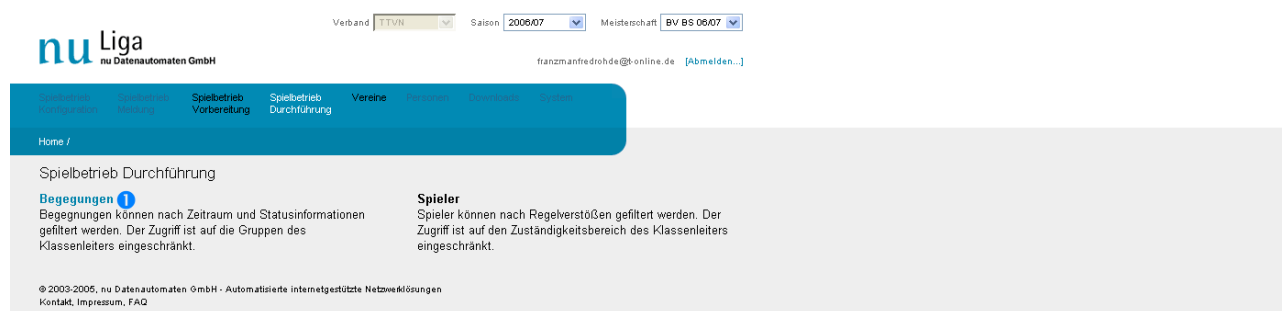 Verband TTVN Saison 2006/07 Meisterschaft BV BS 06/07
nu Liga
nu Datenautomaten GmbH
franzmanfredrohde@t-online.de [Abmelden...]
Spielbetrieb Konfiguration
Spielbetrieb Meldung
Spielbetrieb Vorbereitung
Spielbetrieb Durchführung
Vereine
Personen
Downloads
System
Home /
Spielbetrieb Durchführung
Begegungen 1
Begegnungen können nach Zeitraum und Statusinformationen
gefiltert werden. Der Zugriff ist auf die Gruppen des
Klassenleiters eingeschränkt.
Spieler
Spieler können nach Regelverstößen gefiltert werden. Der
Zugriff ist auf den Zuständigkeitsbereich des Klassenleiters
eingeschränkt.
© 2003-2005, nu Datenautomaten GmbH - Automatisierte internetgestützte Netzwerklösungen
Kontakt, Impressum, FAQ